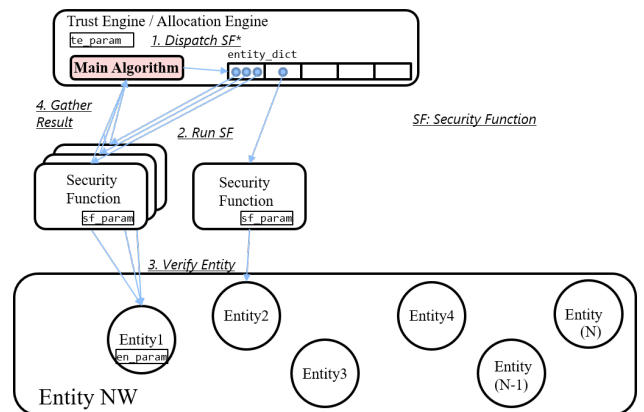 Trust Engine / Allocation Engine
te_param
1. Dispatch SF*
entity_dict
Main Algorithm
4. Gather
Result
2. Run SF
SF: Security Function
Security
Function
sf_param
Security
Function
sf_param
3. Verify Entity
Entity1
en_param
Entity2
Entity3
Entity4
Entity
(N-1)
Entity
(N)
Entity NW